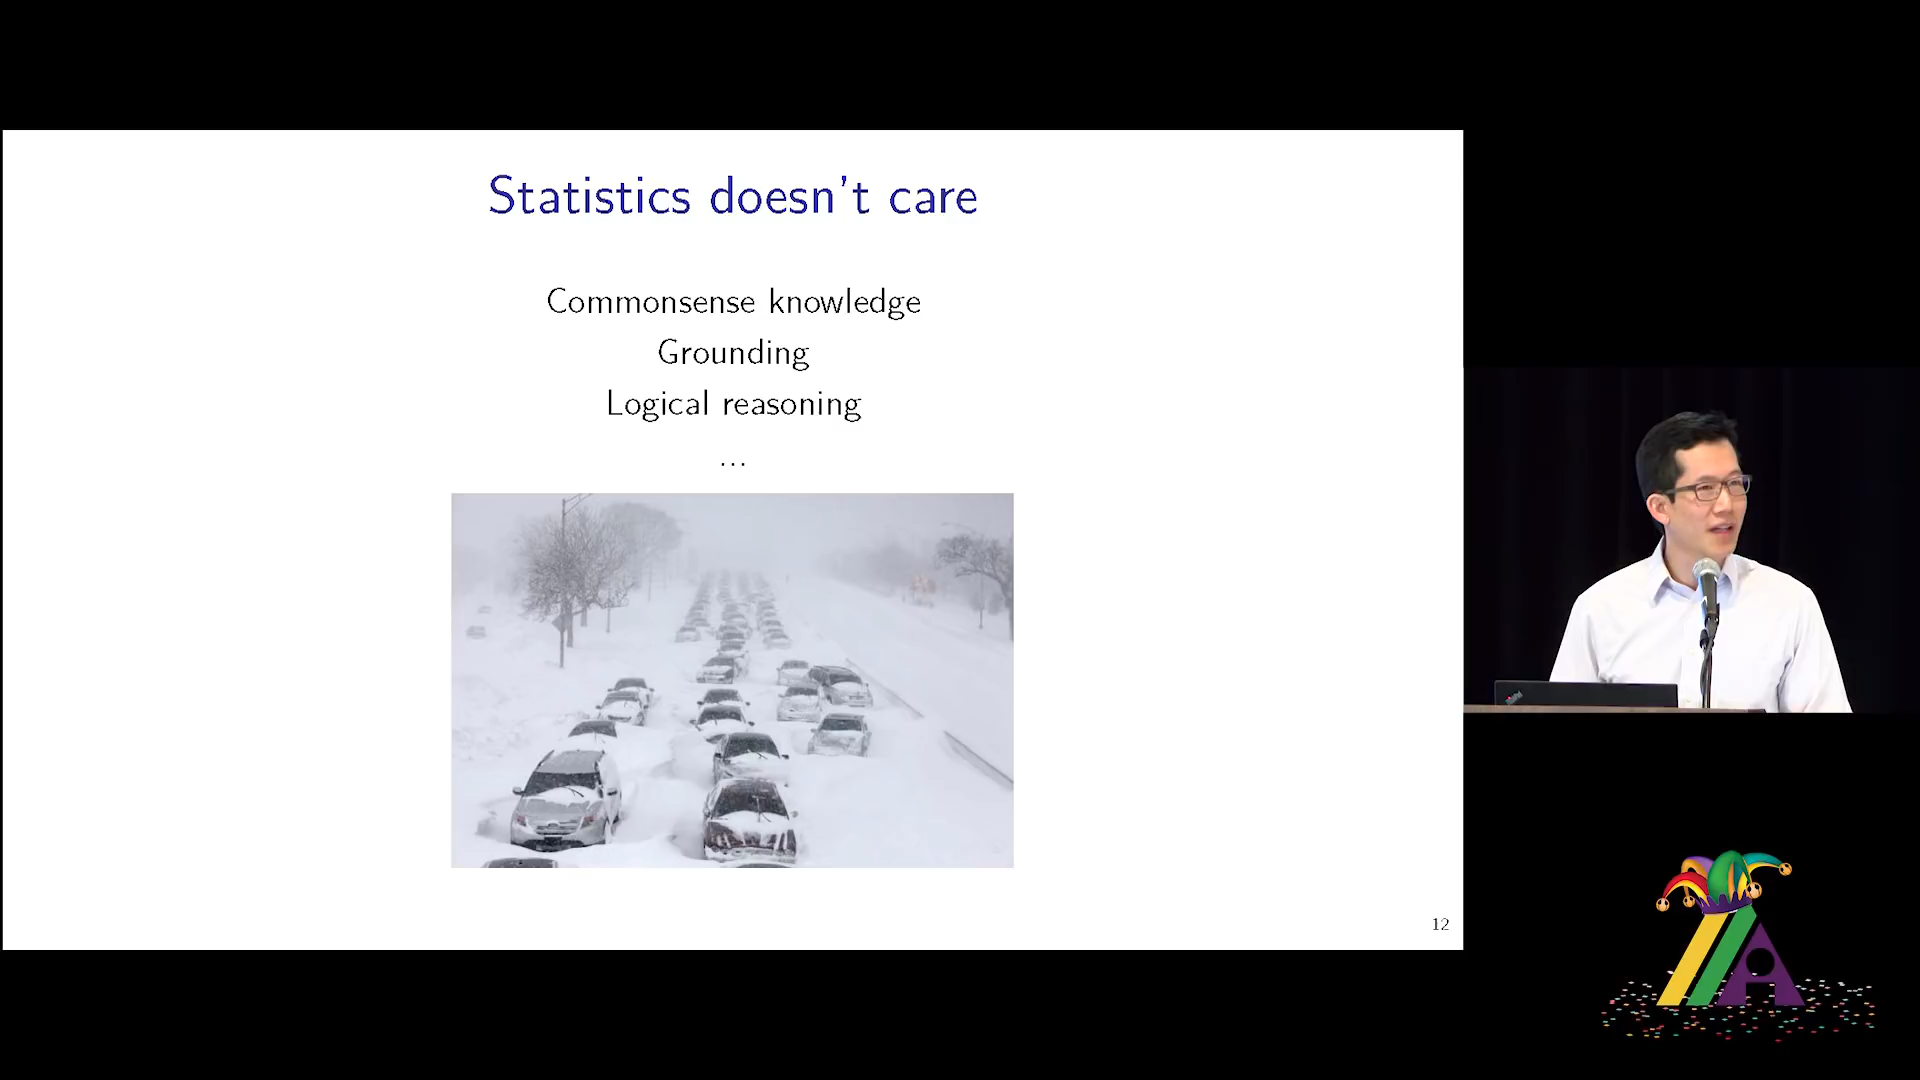 Statistics doesn't care
Commonsense knowledge
Grounding
Logical reasoning
...
12